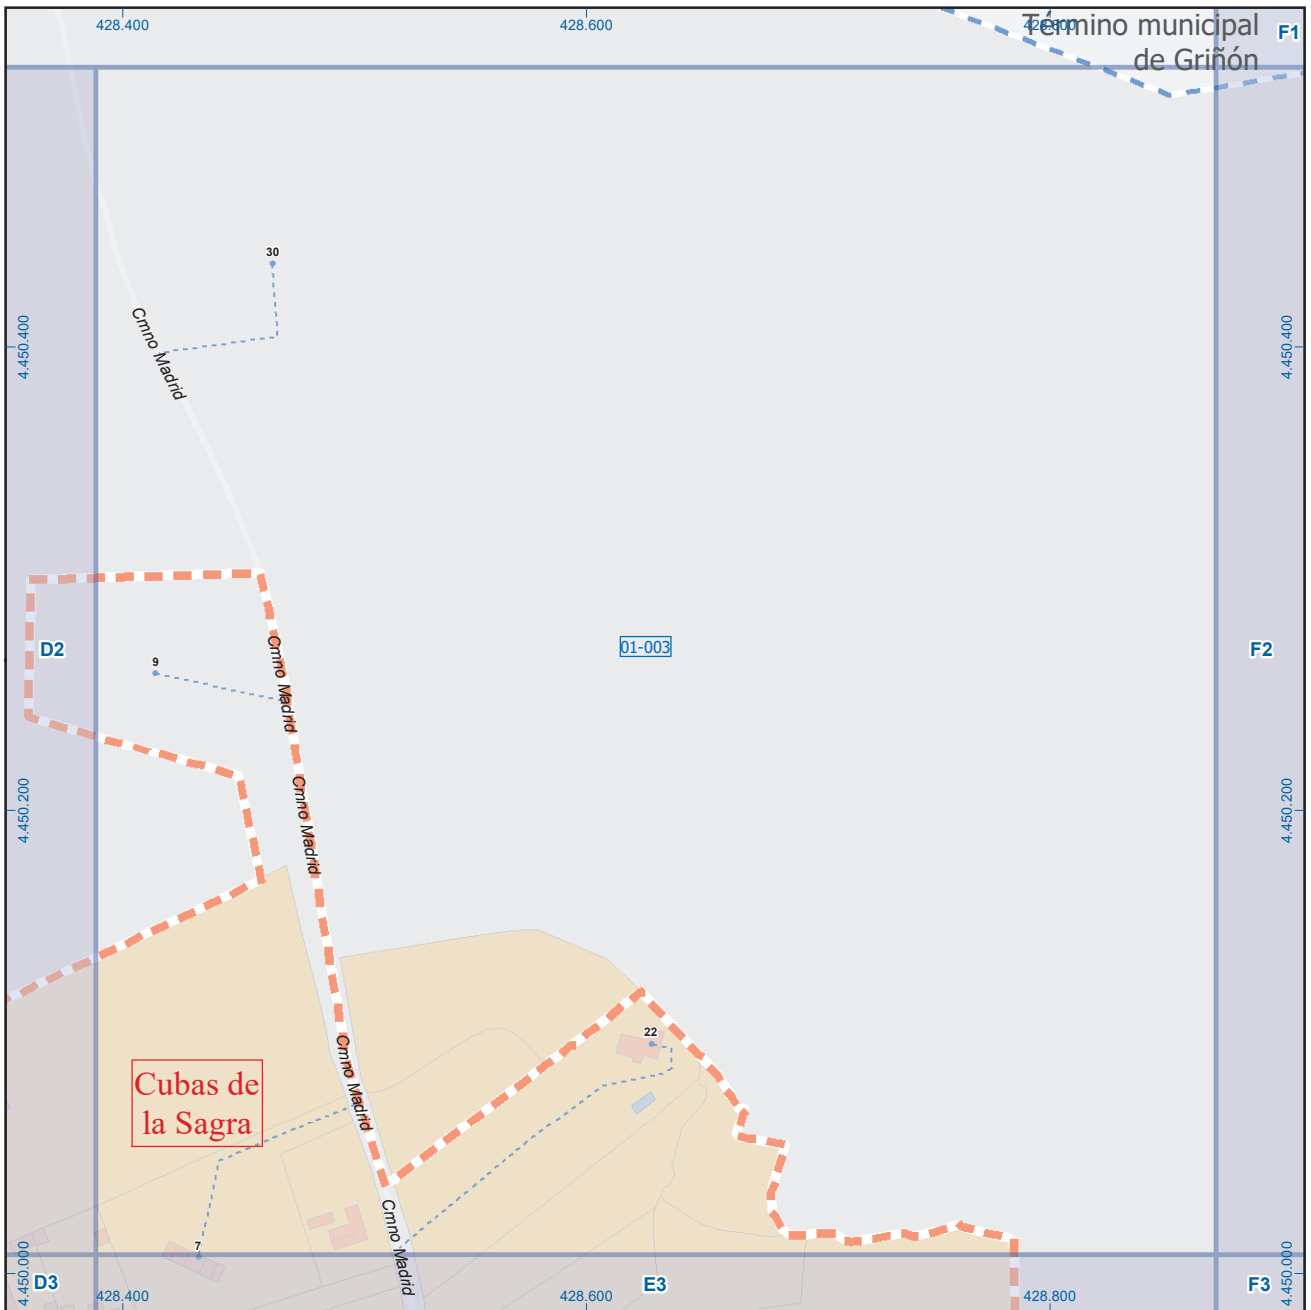 428.400
428.600
428.800
Término municipal
de Griñón
F1
30
4.450.400
Cmno Madrid
4.450.400
D2
9
Cmno Madrid
01-003
F2
4.450.200
Cmno Madrid
4.450.200
22
Cmno Madrid
Cubas de
la Sagra
7
Cmno Madrid
4.450.000
D3
428.400
428.600
E3
428.800
F3
4.450.000